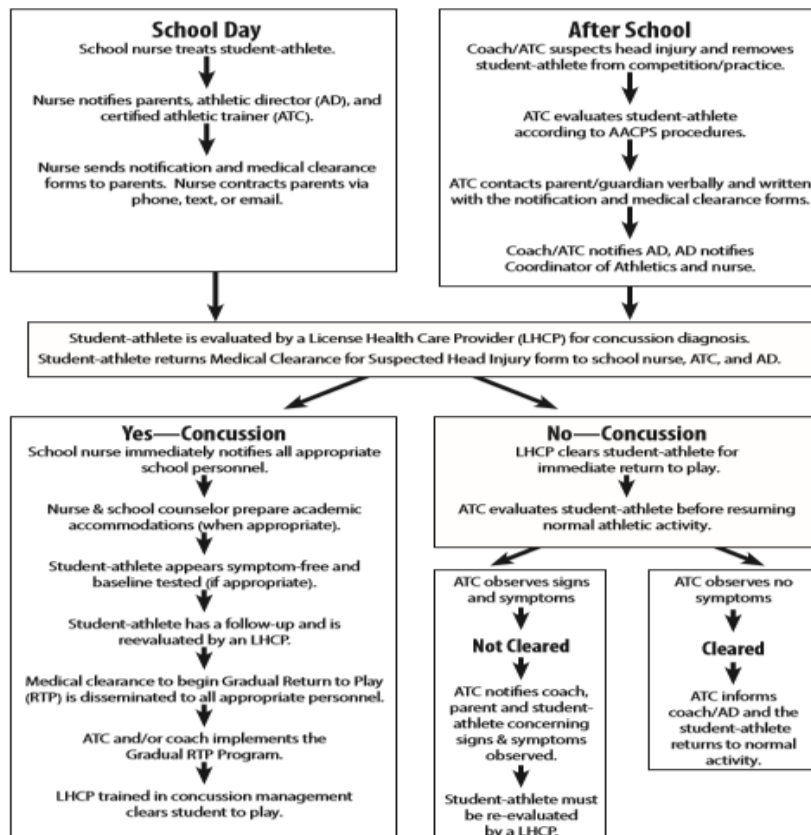 School Day
School nurse treats student-athlete.
Nurse notifies parents, athletic director (AD), and
certified athletic trainer (ATC).
Nurse sends notification and medical clearance
forms to parents. Nurse contracts parents via
phone, text, or email.
After School
Coach/ATC suspects head injury and removes
student-athlete from competition/practice.
ATC evaluates student-athlete
according to AACPS procedures.
ATC contacts parent/guardian verbally and written
with the notification and medical clearance forms.
Coach/ATC notifies AD, AD notifies
Coordinator of Athletics and nurse.
Student-athlete is evaluated by a License Health Care Provider (LHCP) for concussion diagnosis.
Student-athlete returns Medical Clearance for Suspected Head Injury form to school nurse, ATC, and AD.
Yes—Concussion
School nurse immediately notifies all appropriate
school personnel.
Nurse & school counselor prepare academic
accommodations (when appropriate).
Student-athlete appears symptom-free and
baseline tested (if appropriate).
Student-athlete has a follow-up and is
reevaluated by an LHCP.
Medical clearance to begin Gradual Return to Play
(RTP) is disseminated to all appropriate personnel.
ATC and/or coach implements the
Gradual RTP Program.
LHCP trained in concussion management
clears student to play.
No—Concussion
LHCP clears student-athlete for
immediate return to play.
ATC evaluates student-athlete before resuming
normal athletic activity.
ATC observes signs
and symptoms
Not Cleared
ATC notifies coach,
parent and student-
athlete concerning
signs & symptoms
observed.
Student-athlete must
be re-evaluated
by a LHCP.
ATC observes no
symptoms
Cleared
ATC informs
coach/AD and the
student-athlete
returns to normal
activity.